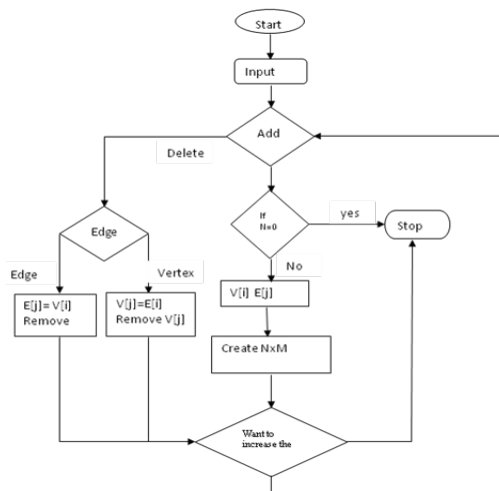 Start
Input
Add
Delete
If
N=0
yes
Stop
Edge
Edge
Vertex
No
E[j]= V[i]
Remove
V[j]=E[i]
Remove V[j]
V[i] E[j]
Create NxM
Want to
increase the